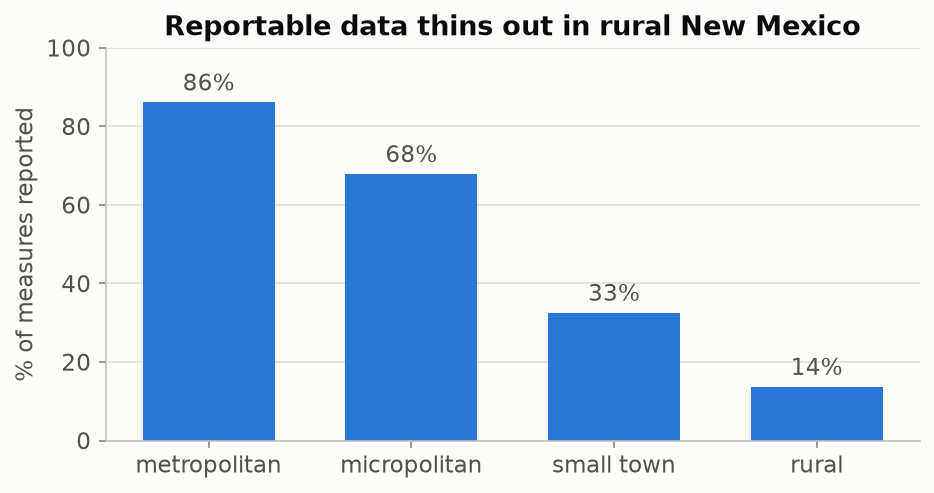 Reportable data thins out in rural New Mexico
% of measures reported
100
80
60
40
20
0
86%
68%
33%
14%
metropolitan
micropolitan
small town
rural